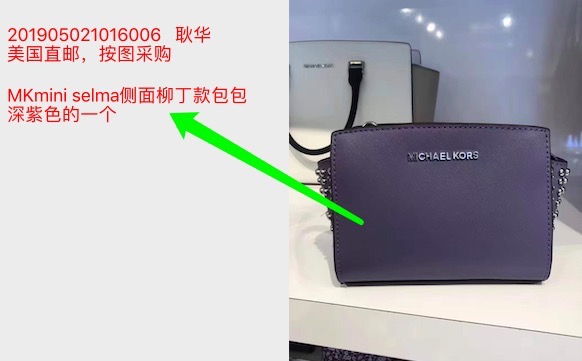 201905021016006 耿华
美国直邮，按图采购
MKmini selma侧面柳丁款包包
深紫色的一个
MICHAEL KORS